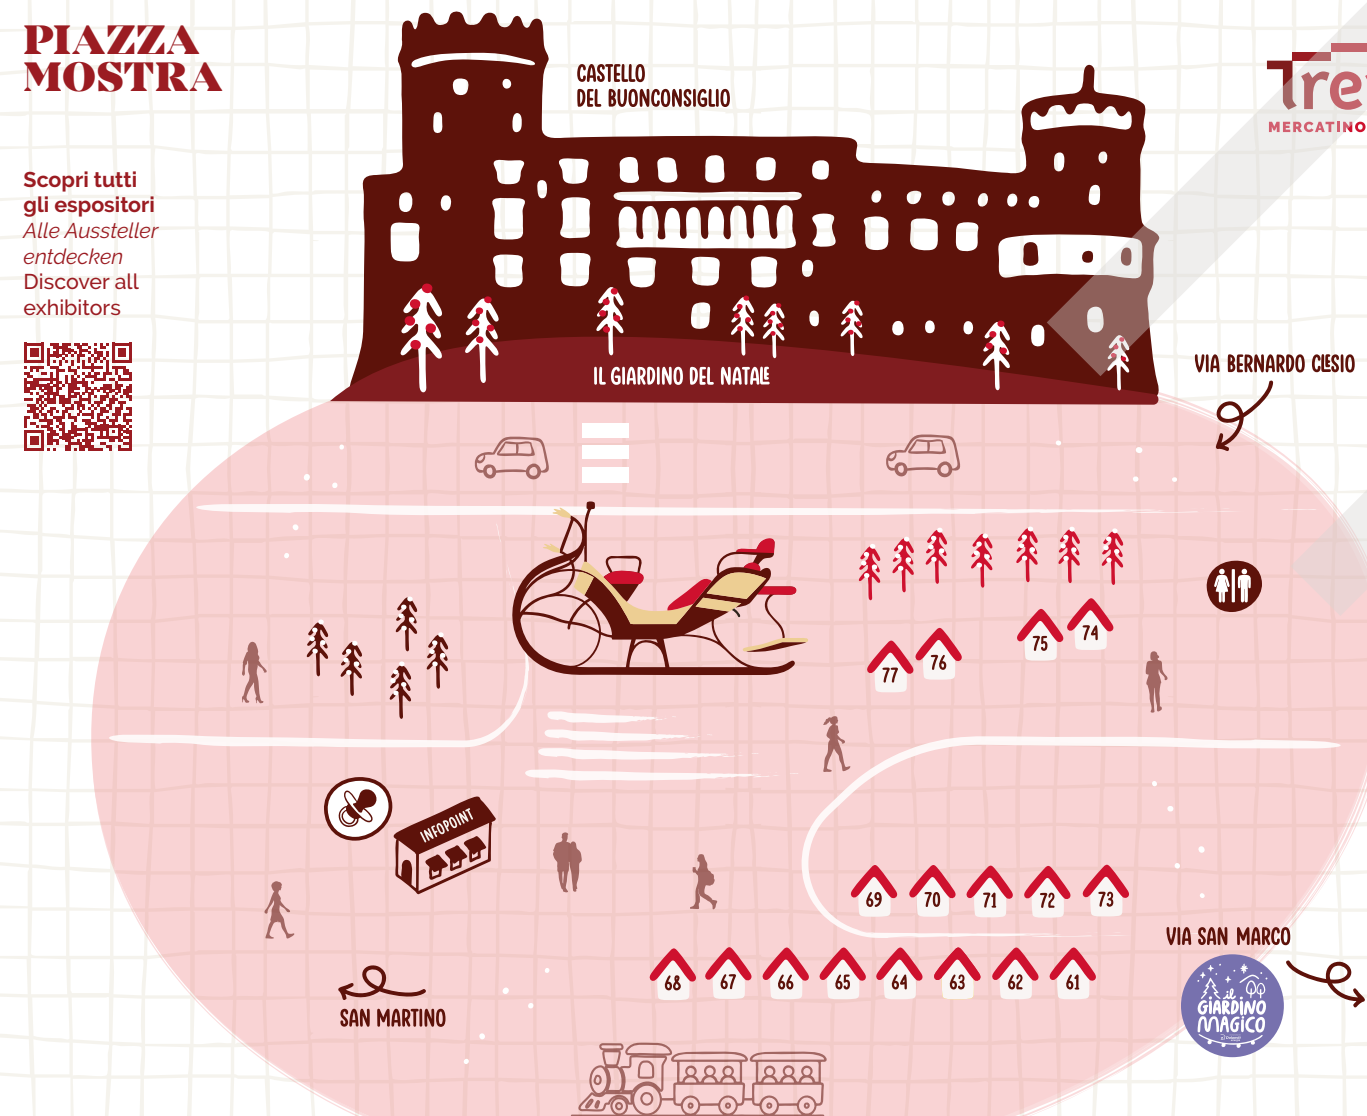 PIAZZA
MOSTRA
CASTELLO
DEL BUONCONSIGLIO
MERCATINO
Scopri tutti
gli espositori
Alle Aussteller
entdecken
Discover all
exhibitors
IL GIARDINO DEL NATALE
VIA BERNARDO CLESIO
75
74
77
76
INFOPOINT
69
70
71
72
73
VIA SAN MARCO
68
67
66
65
64
63
62
61
il
GIARDINO
MAGICO
SAN MARTINO